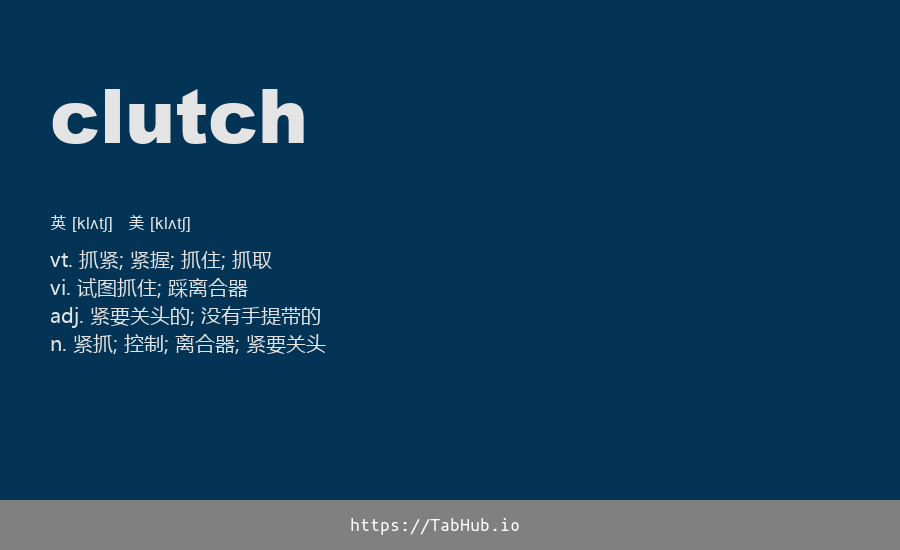 clutch
英 [klʌtʃ] 美 [klʌtʃ]
vt. 抓紧; 紧握; 抓住; 抓取
vi. 试图抓住; 踩离合器
adj. 紧要关头的; 没有手提带的
n. 紧抓; 控制; 离合器; 紧要关头
https://TabHub.io